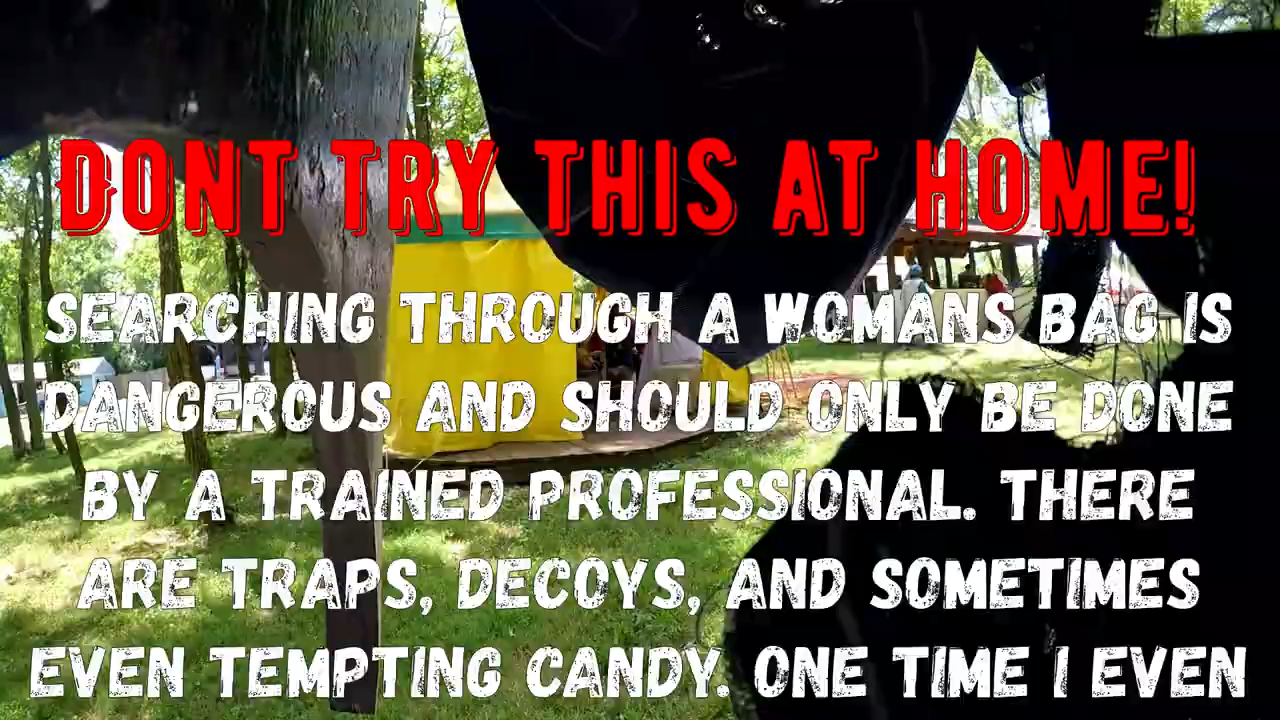 DONT TRY THIS AT HOME!
SEARCHING THROUGH A WOMANS BAG IS
DANGEROUS AND SHOULD ONLY BE DONE
BY A TRAINED PROFESSIONAL. THERE
ARE TRAPS, DECOYS, AND SOMETIMES
EVEN TEMPTING CANDY. ONE TIME I EVEN